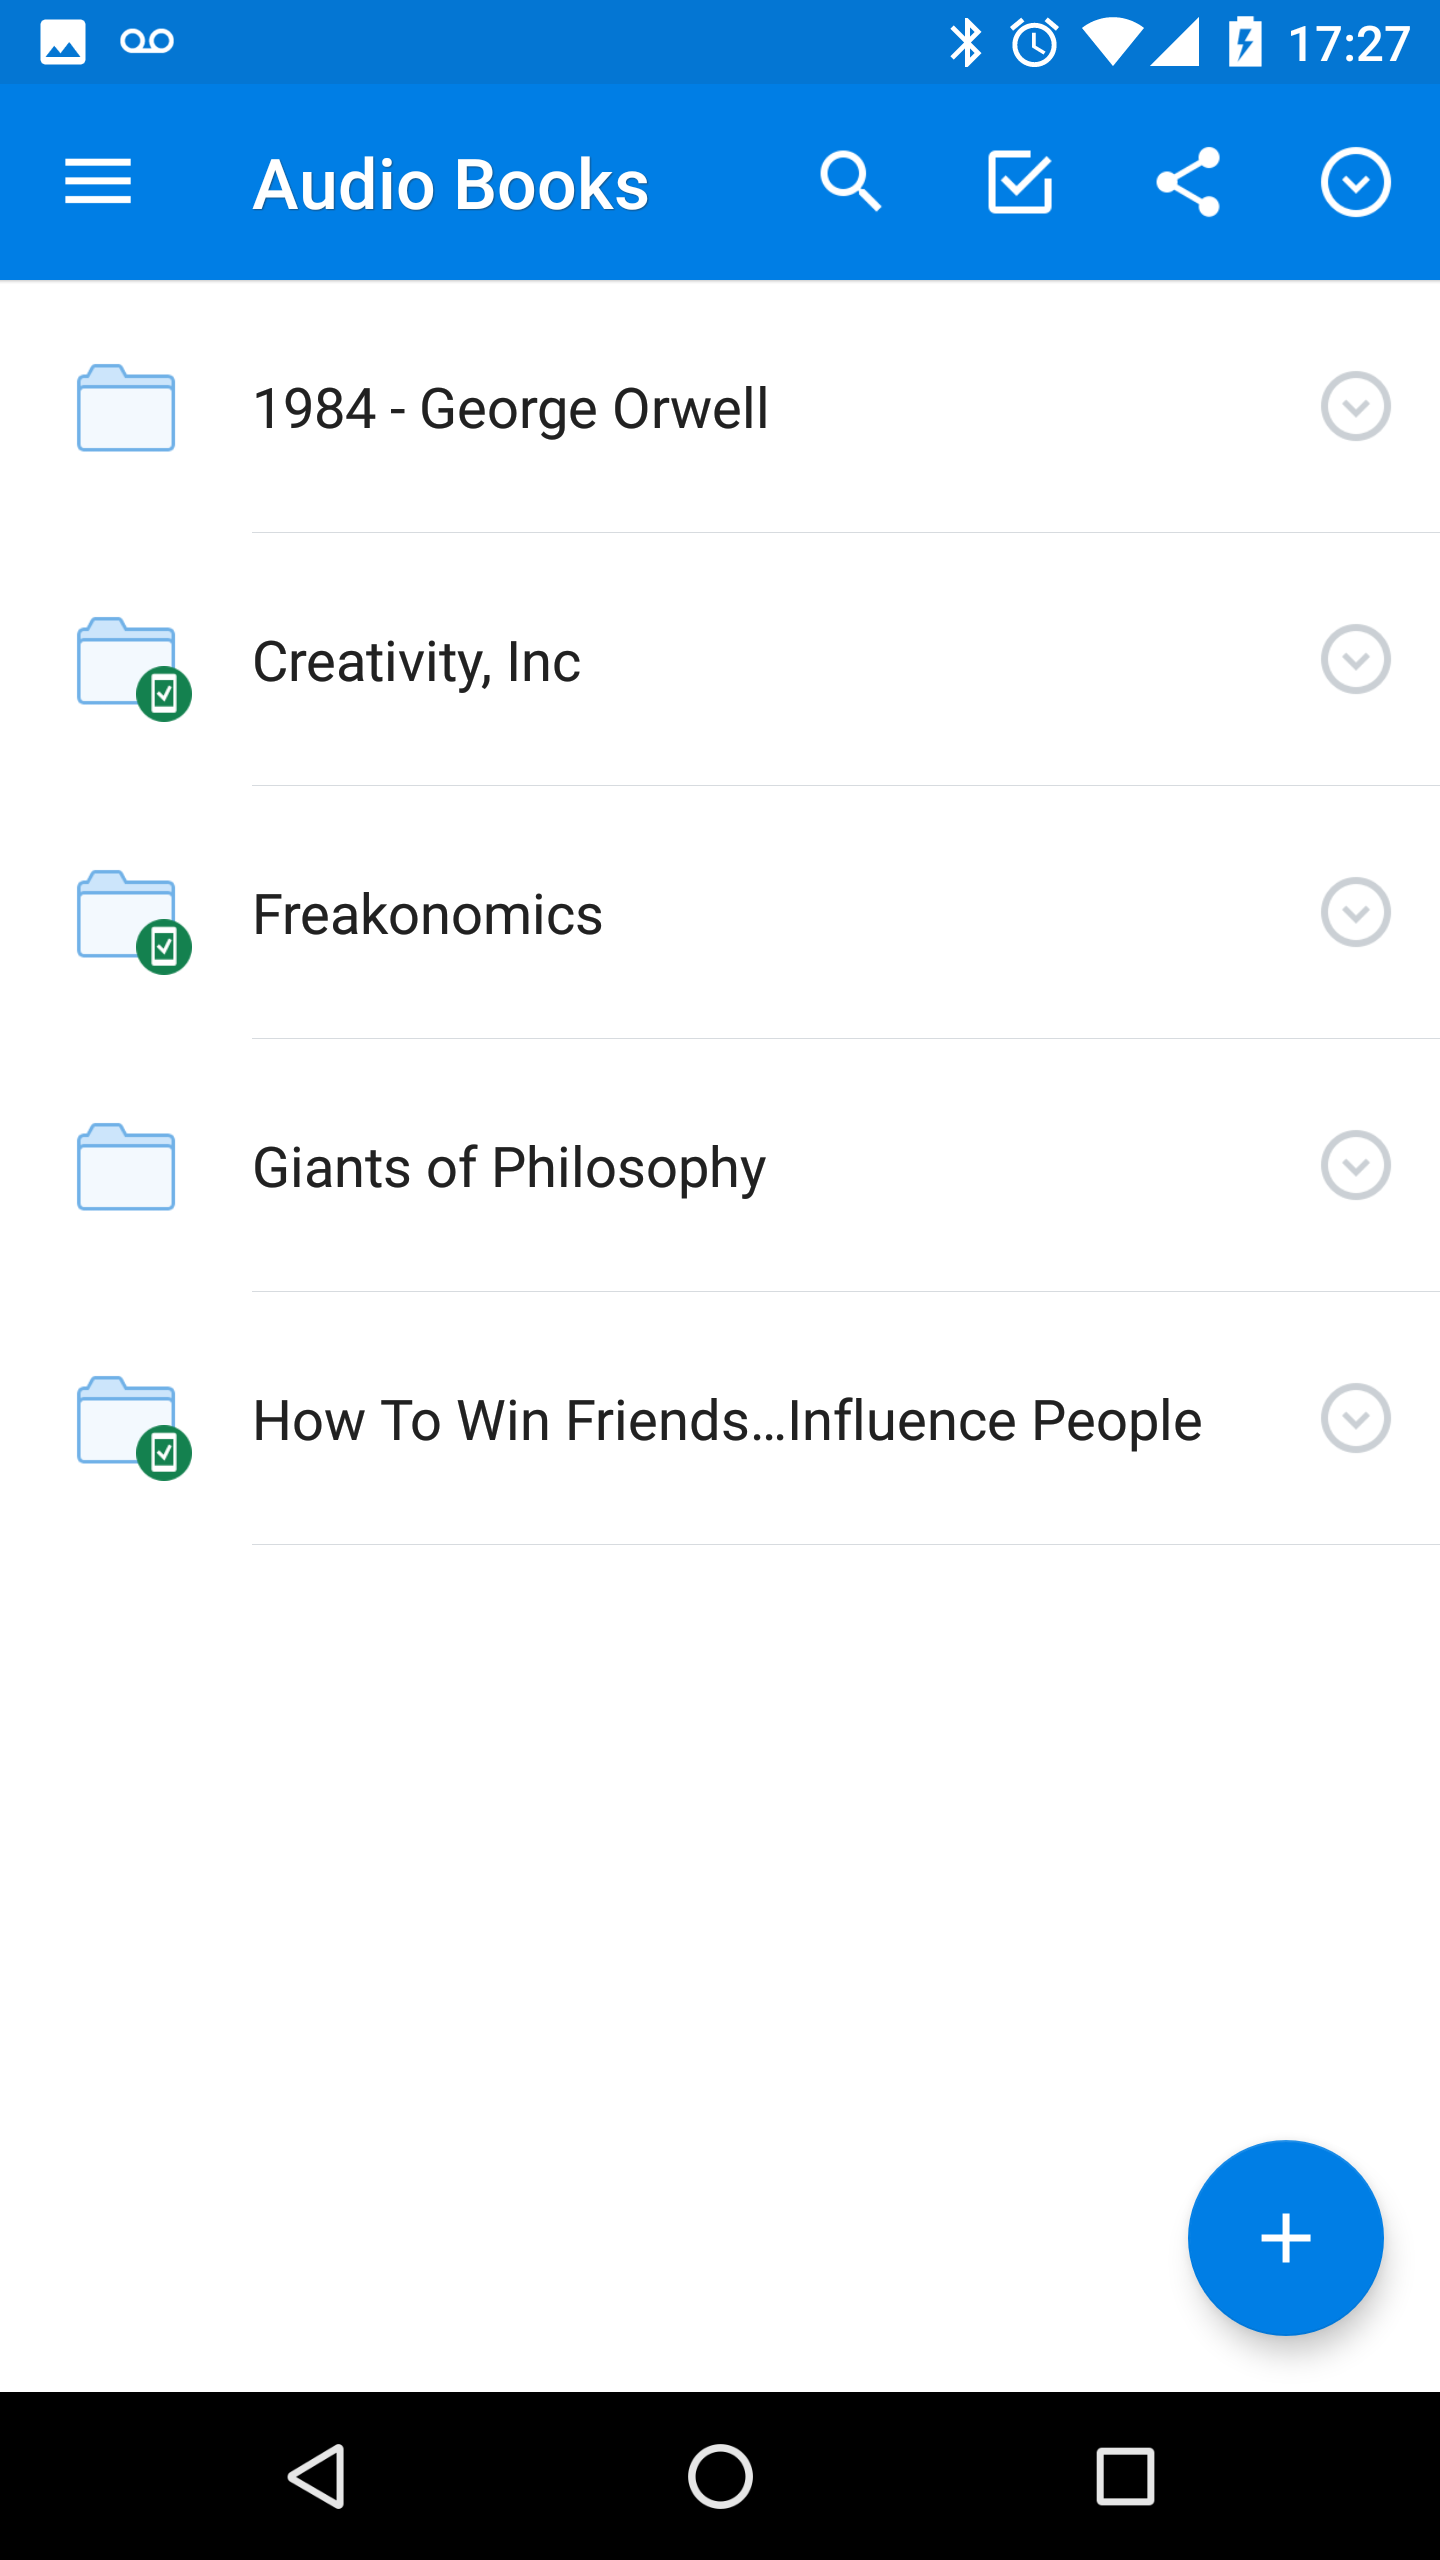 17:27
Audio Books
1984 - George Orwell
Creativity, Inc
Freakonomics
Giants of Philosophy
How To Win Friends...Influence People